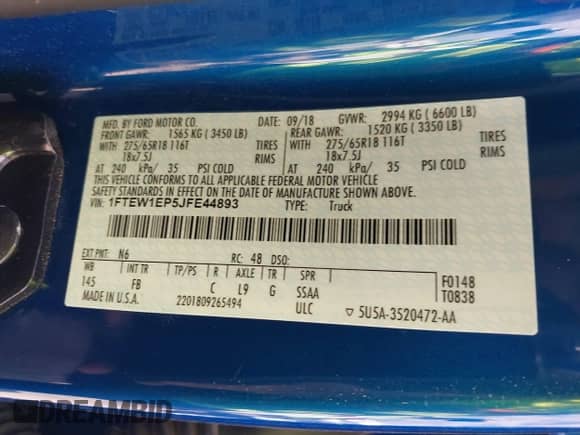 MFD. BY FORD MOTOR CO. 09/18 GVWR: 2994 KG ( 6600 LB)
FRONT GAWR: 1565 KG ( 3450 LB) REAR GAWR: 1520 KG ( 3350 LB)
WITH 275/65R18 116T TIRES WITH 275/65R18 116T TIRES
18x7.5J RIMS 18x7.5J RIMS
AT 240 kPa/ 35 PSI COLD AT 240 kPa/ 35 PSI COLD
THIS VEHICLE CONFORMS TO ALL APPLICABLE FEDERAL MOTOR VEHICLE
SAFETY STANDARDS IN EFFECT ON THE DATE OF MANUFACTURE SHOWN ABOVE.
VIN: 1FTEW1EP5JFE44893 TYPE: Truck
EXT PNT: N6 RC: 48 DSO:
WB INT TR TP/PS R AXLE TR SPR F0148
145 FB C L9 G SSAA T0838
MADE IN U.S.A. 2201809265494 ULC ▽ 5U5A-3520472-AA
DREAMBID